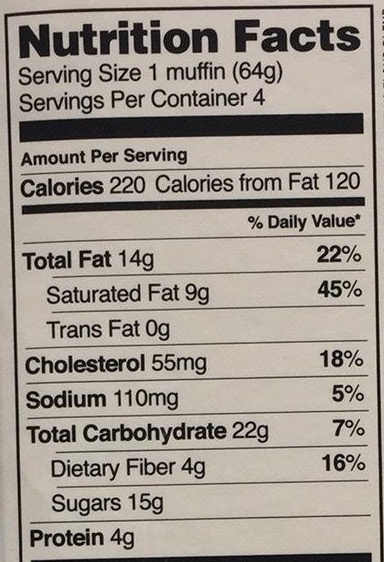 Nutrition Facts
Serving Size 1 muffin (64g)
Servings Per Container 4
Amount Per Serving
Calories 220 Calories from Fat 120
% Daily Value*
Total Fat 14g 22%
Saturated Fat 9g 45%
Trans Fat 0g
Cholesterol 55mg 18%
Sodium 110mg 5%
Total Carbohydrate 22g 7%
Dietary Fiber 4g 16%
Sugars 15g
Protein 4g